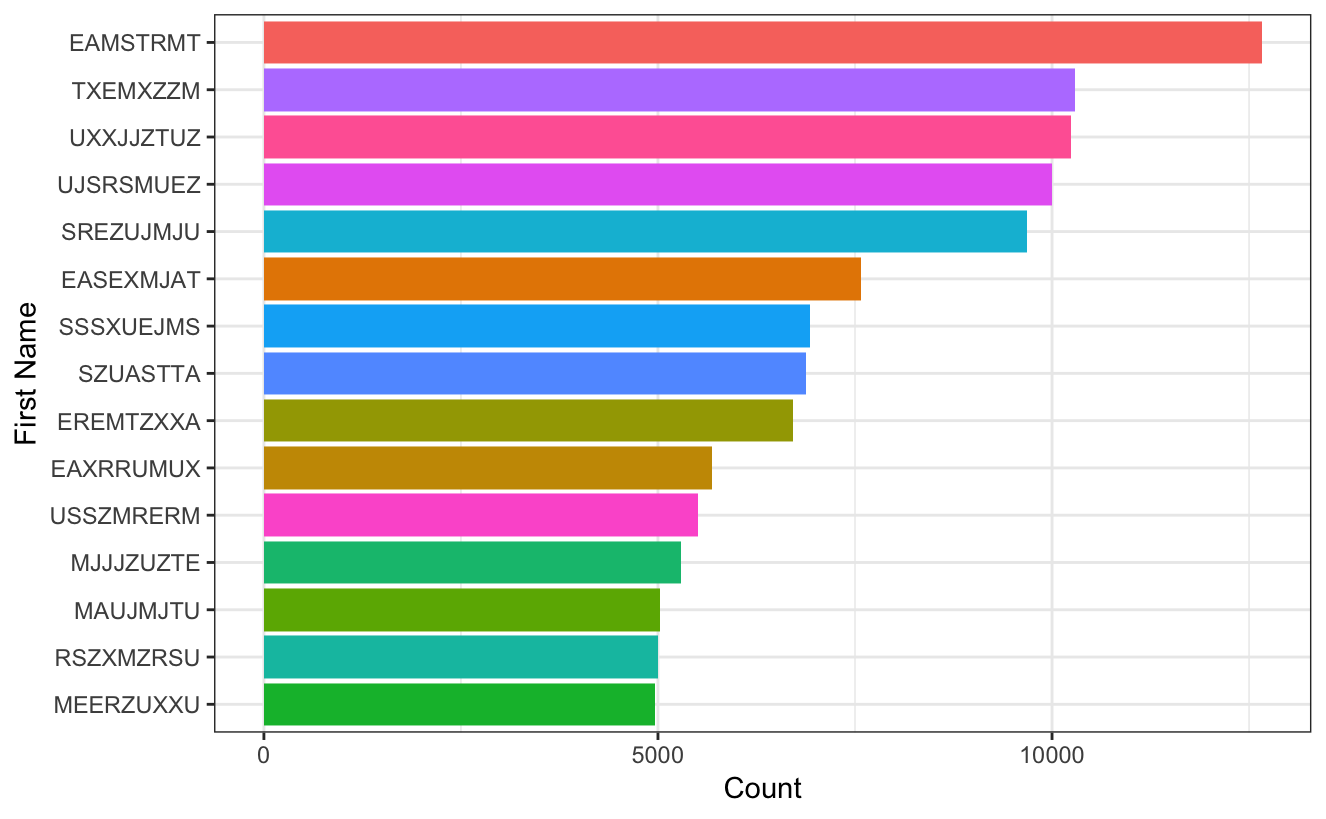 First Name
EAMSTRMT
TXEMXZZM
UXXJJZTUZ
UJSRSMUEZ
SREZUJMJU
EASEXMJAT
SSSXUEJMS
SZUASTTA
EREMTZXXA
EAXRRUMUX
USSZMRERM
MJJJZUZTE
MAUJMJTU
RSZXMZRSU
MEERZUXXU
0 5000 10000
Count